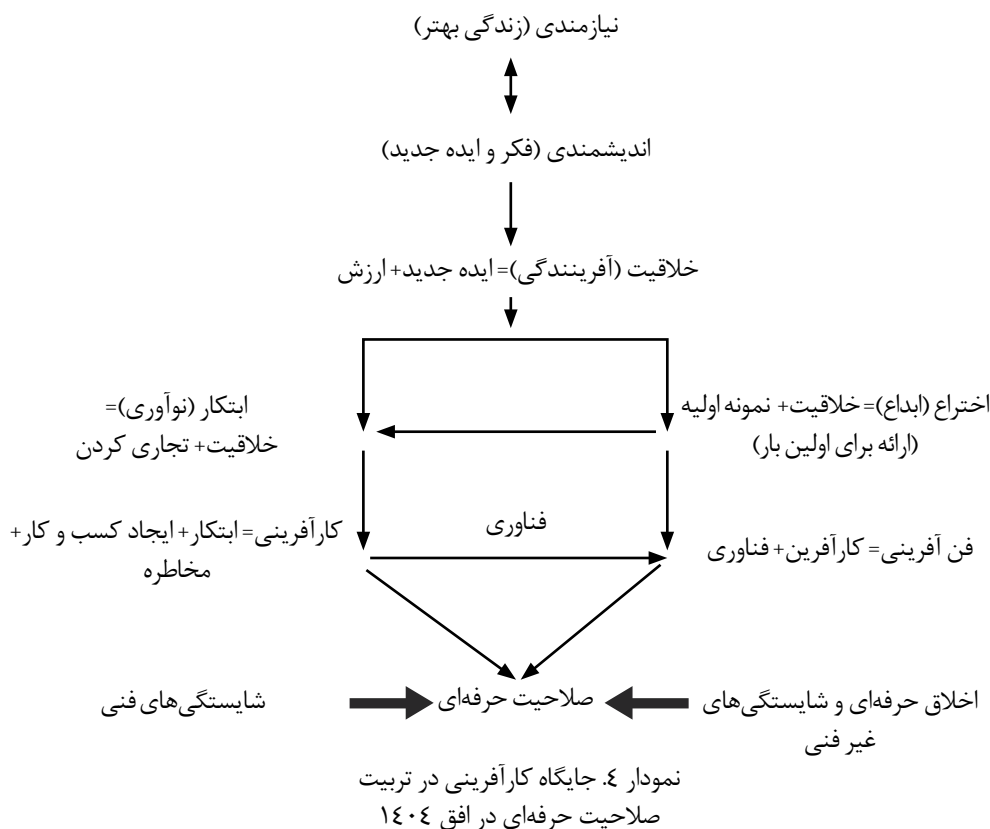 نیازمندی (زندگی بهتر)
اندیشمندی (فکر و ایده جدید)
خلاقیت (آفرینندگی)= ایده جدید+ ارزش
اختراع (ابداع)= خلاقیت+ نمونه اولیه
(ارائه برای اولین بار)
ابتکار (نوآوری)=
خلاقیت+ تجاری کردن
فناوری
فن آفرینی= کارآفرین+ فناوری
کارآفرینی= ابتکار+ ایجاد کسب و کار+
مخاطره
اخلاق حرفه‌ای و شایستگی‌های
غیر فنی
صلاحیت حرفه‌ای
شایستگی‌های فنی
نمودار ٤. جایگاه کارآفرینی در تربیت
صلاحیت حرفه‌ای در افق ١٤٠٤